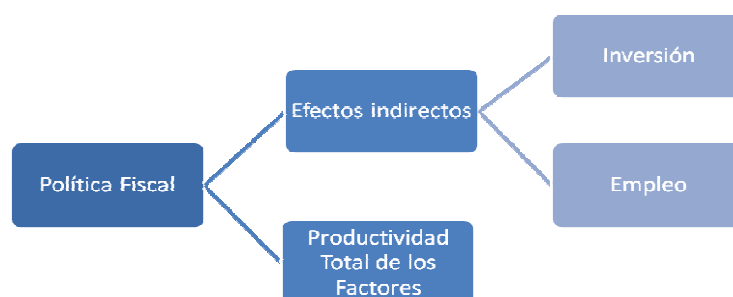 Inversión
Efectos indirectos
Política Fiscal
Empleo
Productividad
Total de los
Factores